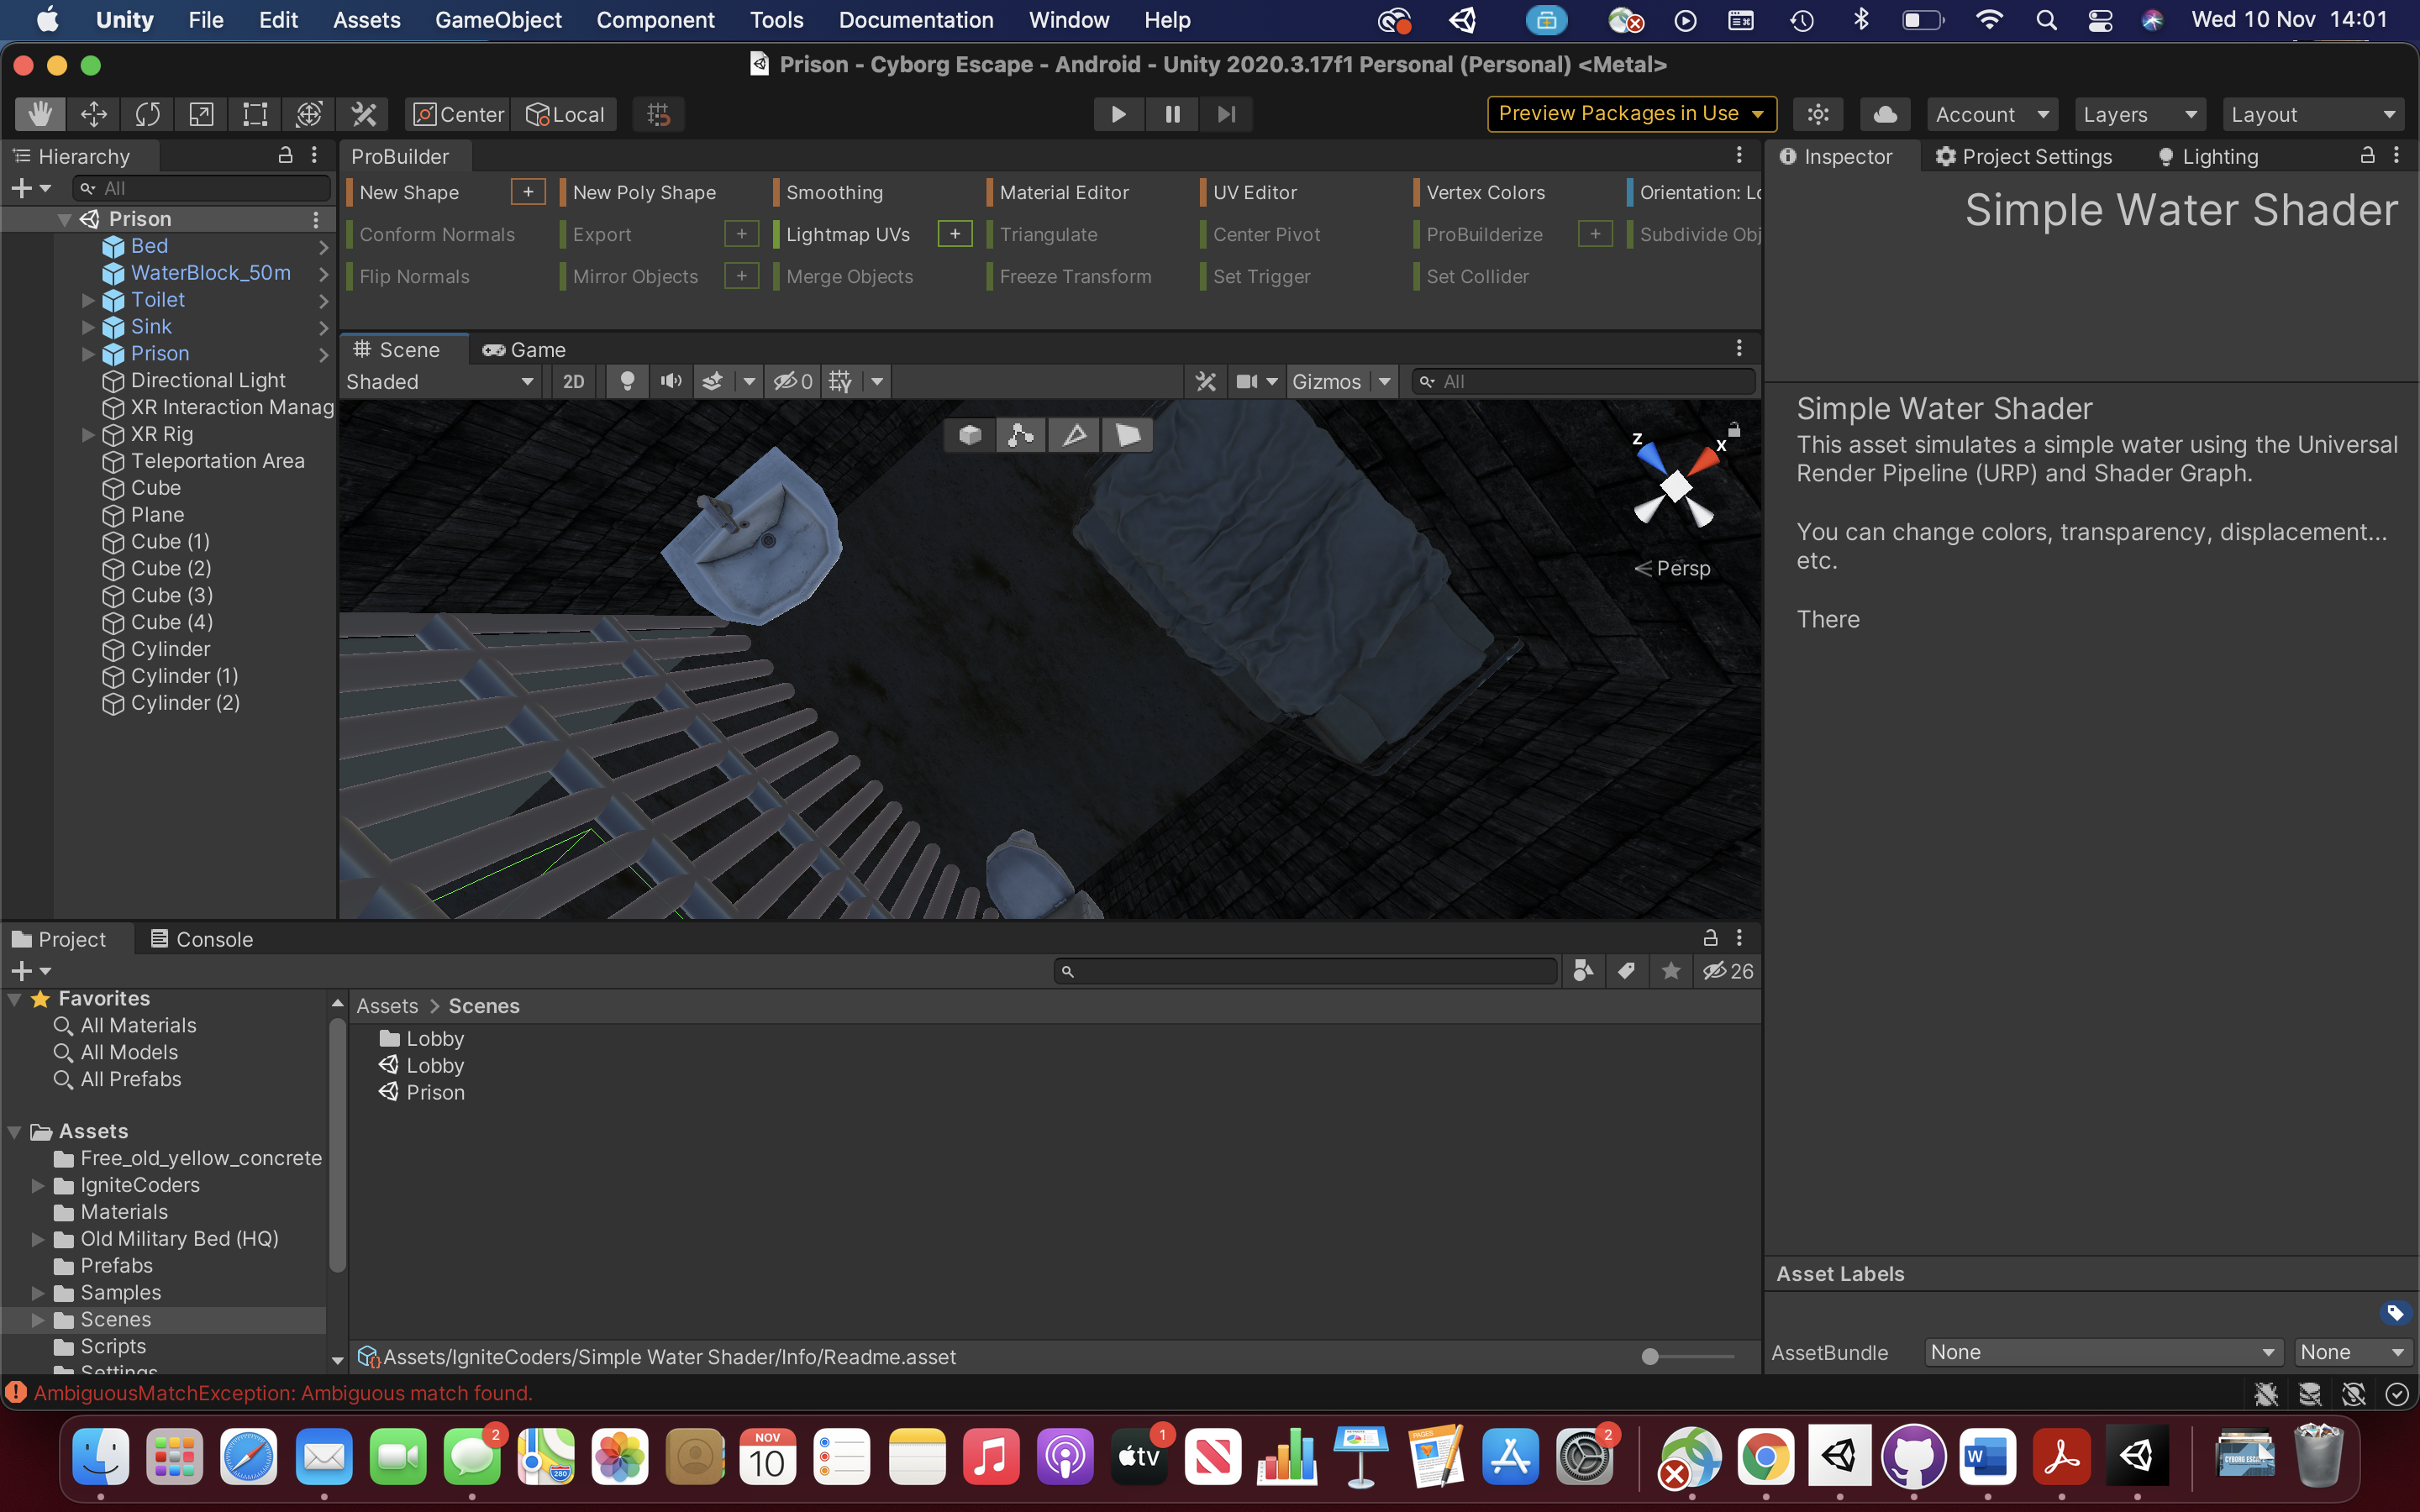 Unity File Edit Assets GameObject Component Tools Documentation Window Help Wed 10 Nov 14:01
Prison - Cyborg Escape - Android - Unity 2020.3.17f1 Personal (Personal) <Metal>
Center Local Preview Packages in Use Account Layers Layout
Hierarchy
All
Prison
Bed
WaterBlock_50m
Toilet
Sink
Prison
Directional Light
XR Interaction Manag
XR Rig
Teleportation Area
Cube
Plane
Cube (1)
Cube (2)
Cube (3)
Cube (4)
Cylinder
Cylinder (1)
Cylinder (2)
ProBuilder
New Shape + New Poly Shape Smoothing Material Editor UV Editor Vertex Colors Orientation: Lo
Conform Normals Export + Lightmap UVs + Triangulate Center Pivot ProBuilderize + Subdivide Obj
Flip Normals Mirror Objects + Merge Objects Freeze Transform Set Trigger Set Collider
Scene Game
Shaded 2D 0 Gizmos All
z x
Persp
Inspector Project Settings Lighting
Simple Water Shader
Simple Water Shader
This asset simulates a simple water using the Universal
Render Pipeline (URP) and Shader Graph.
You can change colors, transparency, displacement...
etc.
There
Asset Labels
AssetBundle None None
Project Console
26
Favorites
All Materials
All Models
All Prefabs
Assets
Free_old_yellow_concrete
IgniteCoders
Materials
Old Military Bed (HQ)
Prefabs
Samples
Scenes
Scripts
Settings
Assets > Scenes
Lobby
Lobby
Prison
Assets/IgniteCoders/Simple Water Shader/Info/Readme.asset
AmbiguousMatchException: Ambiguous match found.
2 280 NOV 10 tv 1 PAGES 2 W CYBORG ESCAPE